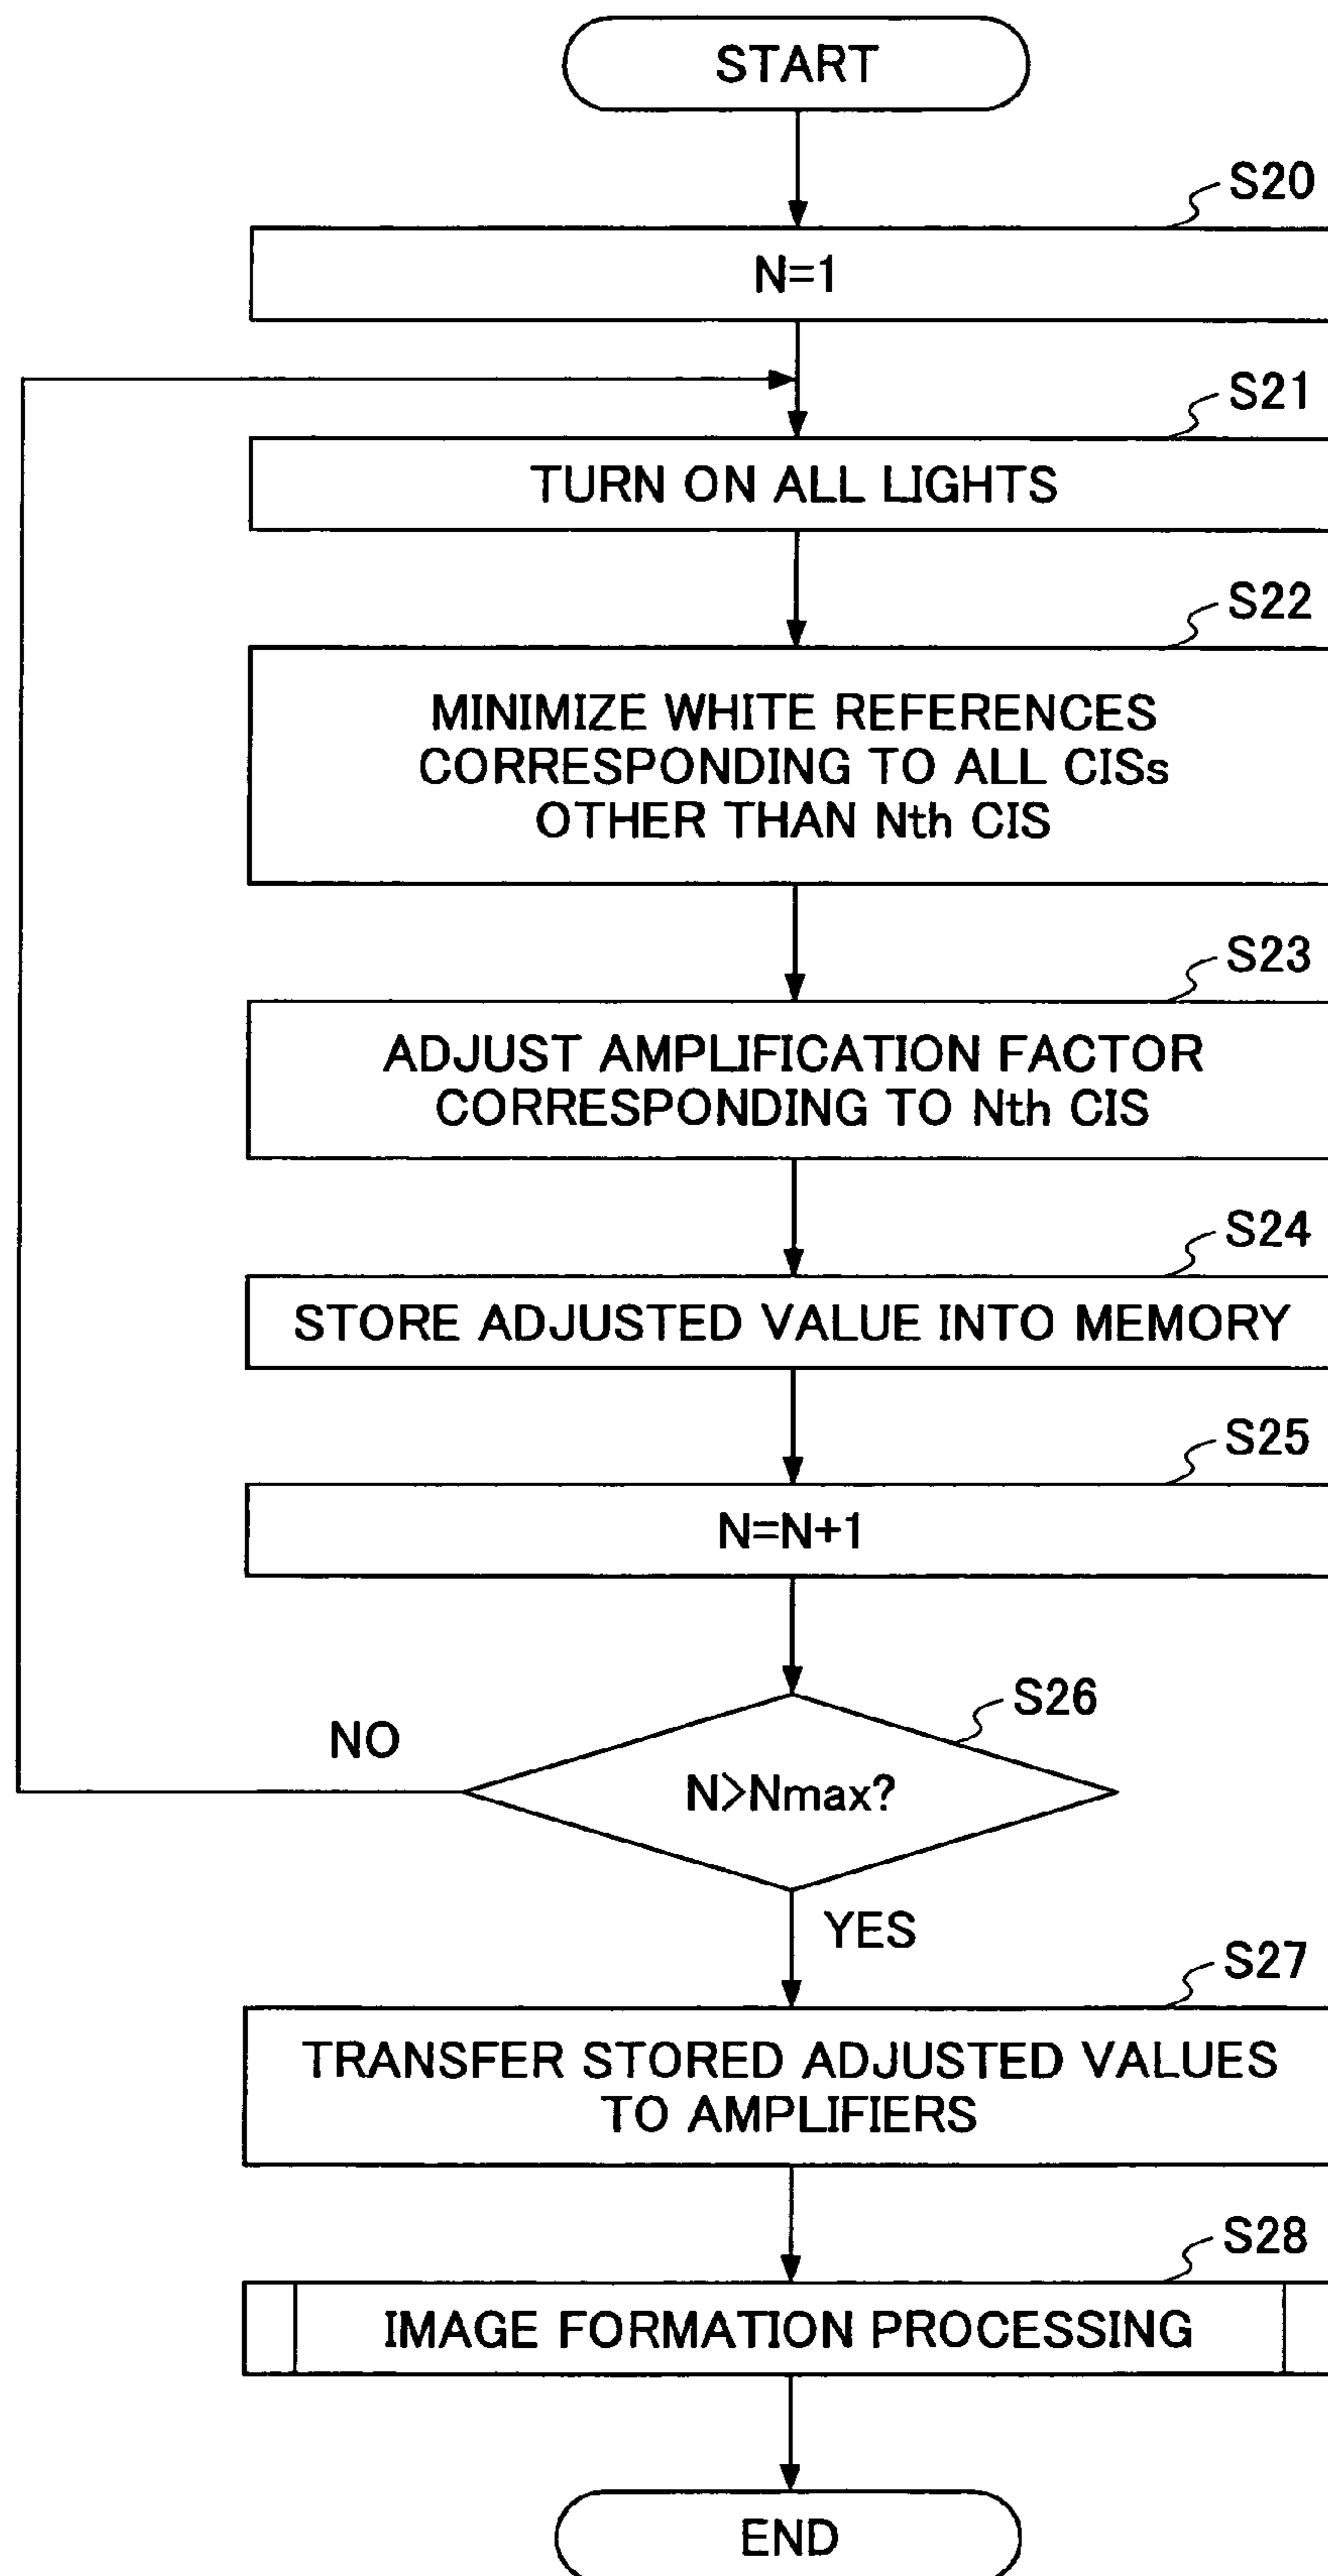 START
S20
N=1
S21
TURN ON ALL LIGHTS
S22
MINIMIZE WHITE REFERENCES
CORRESPONDING TO ALL CISs
OTHER THAN Nth CIS
S23
ADJUST AMPLIFICATION FACTOR
CORRESPONDING TO Nth CIS
S24
STORE ADJUSTED VALUE INTO MEMORY
S25
N=N+1
S26
NO
N>Nmax?
YES
S27
TRANSFER STORED ADJUSTED VALUES
TO AMPLIFIERS
S28
IMAGE FORMATION PROCESSING
END